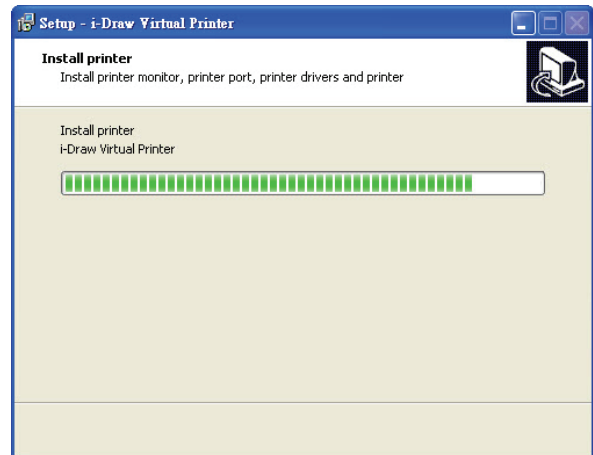 Setup - i-Draw Virtual Printer
Install printer
Install printer monitor, printer port, printer drivers and printer
Install printer
i-Draw Virtual Printer